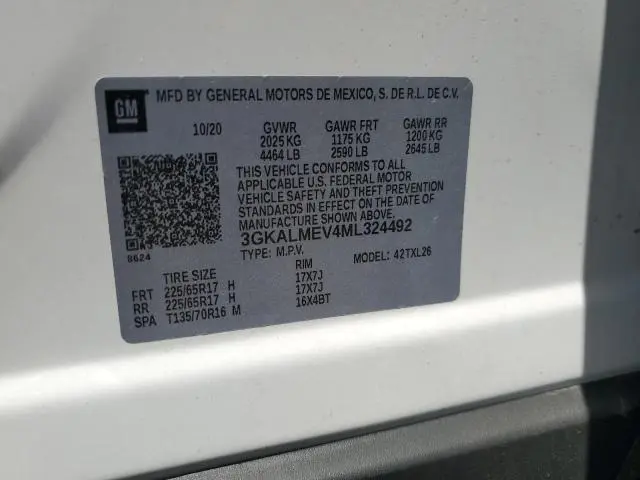 GM
MFD BY GENERAL MOTORS DE MEXICO, S. DE R.L. DE C.V.
10/20 GVWR GAWR FRT GAWR RR
2025 KG 1175 KG 1200 KG
4464 LB 2590 LB 2645 LB
THIS VEHICLE CONFORMS TO ALL
APPLICABLE U.S. FEDERAL MOTOR
VEHICLE SAFETY AND THEFT PREVENTION
STANDARDS IN EFFECT ON THE DATE OF
MANUFACTURE SHOWN ABOVE.
3GKALMEV4ML324492
8624 TYPE: M.P.V. MODEL: 42TXL26
TIRE SIZE RIM
FRT 225/65R17 H 17X7J
RR 225/65R17 H 17X7J
SPA T135/70R16 M 16X4BT